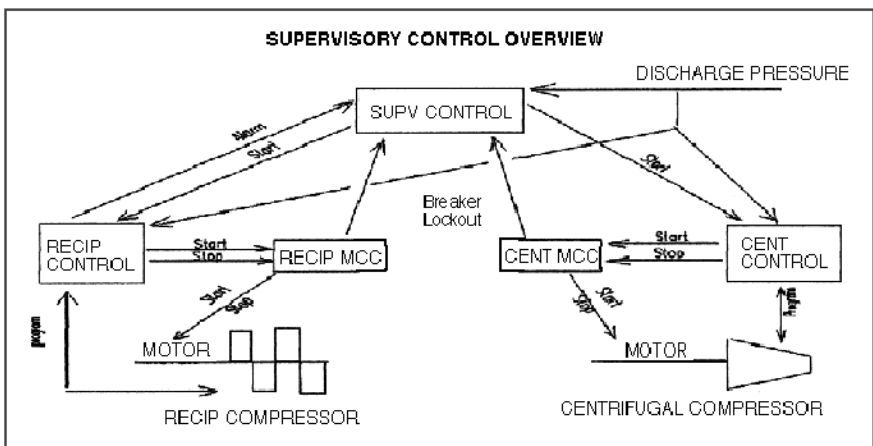 SUPERVISORY CONTROL OVERVIEW
DISCHARGE PRESSURE
SUPV CONTROL
Alarm
Start
Start
Breaker
Lockout
RECIP
CONTROL
Start
Stop
RECIP MCC
CENT MCC
Start
Stop
CENT
CONTROL
Start
Stop
Start
Stop
MOTOR
MOTOR
RECIP COMPRESSOR
CENTRIFUGAL COMPRESSOR